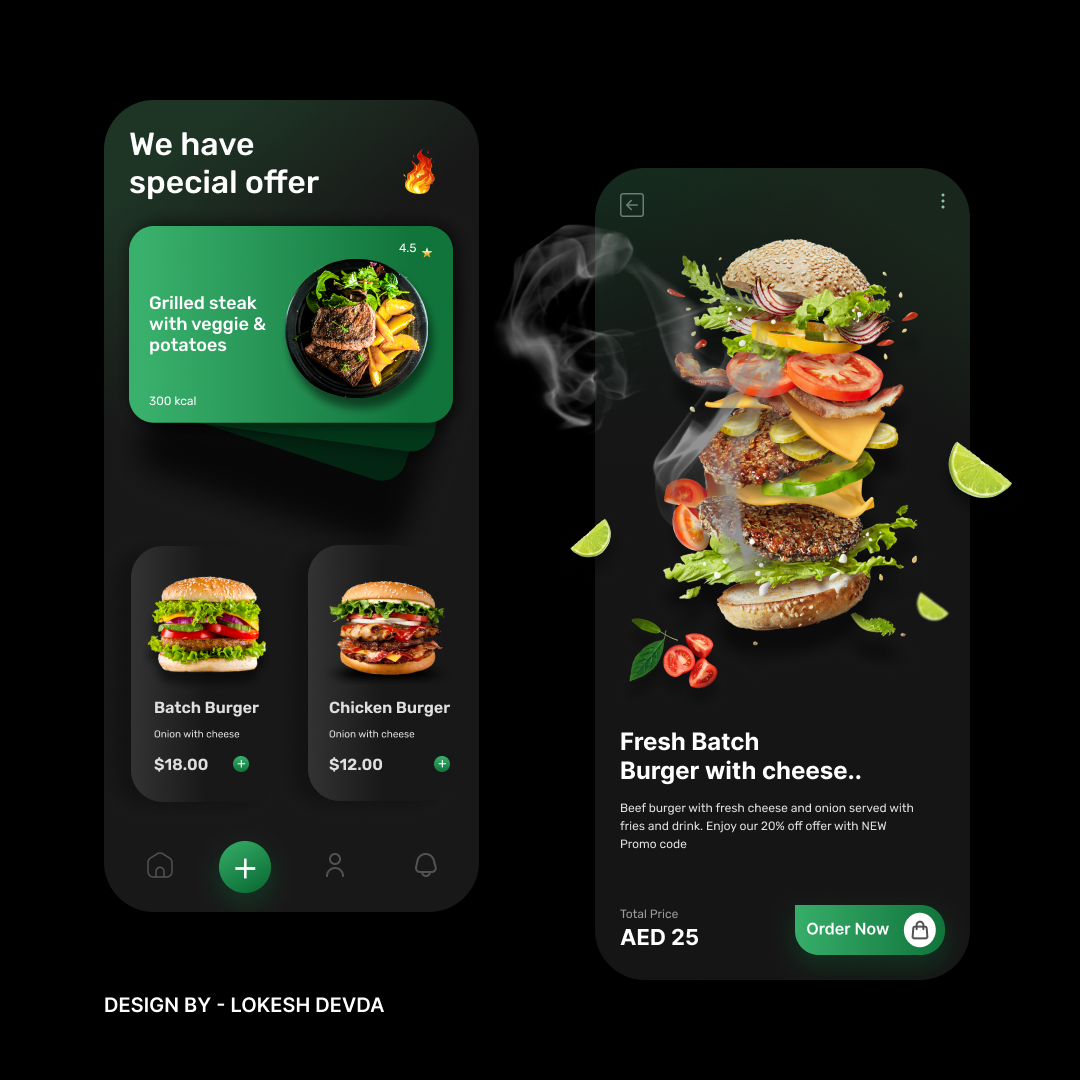 We have
special offer
4.5
Grilled steak
with veggie &
potatoes
300 kcal
Batch Burger
Onion with cheese
$18.00
Chicken Burger
Onion with cheese
$12.00
Fresh Batch
Burger with cheese..
Beef burger with fresh cheese and onion served with
fries and drink. Enjoy our 20% off offer with NEW
Promo code
Total Price
AED 25
Order Now
DESIGN BY - LOKESH DEVDA